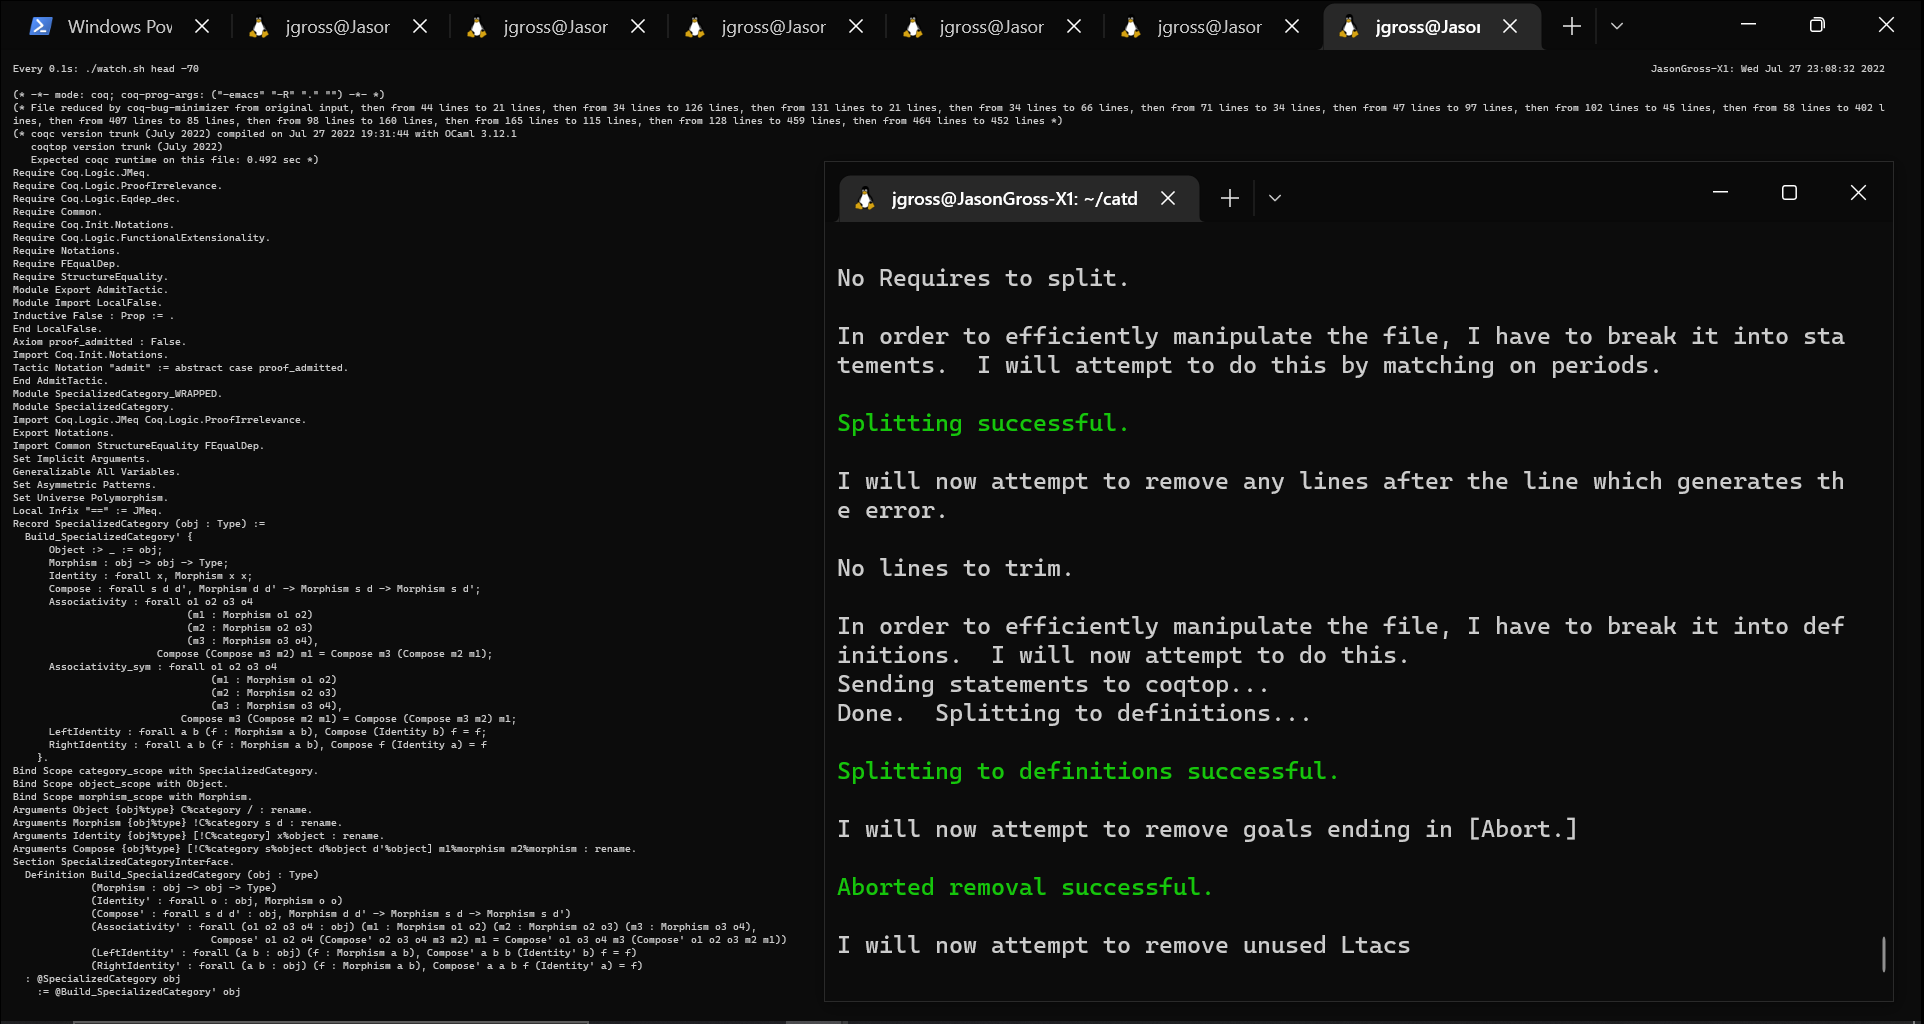 Windows Pov
jgross@Jasor
jgross@Jasor
jgross@Jasor
jgross@Jasor
jgross@Jasor
jgross@Jasor
Every 0.1s: ./watch.sh head -70
JasonGross-X1: Wed Jul 27 23:08:32 2022
(* -*- mode: coq; coq-prog-args: ("-emacs" "-R" "." "") -*- *)
(* File reduced by coq-bug-minimizer from original input, then from 44 lines to 21 lines, then from 34 lines to 126 lines, then from 131 lines to 21 lines, then from 34 lines to 66 lines, then from 71 lines to 34 lines, then from 47 lines to 97 lines, then from 102 lines to 45 lines, then from 58 lines to 402 l
ines, then from 407 lines to 85 lines, then from 98 lines to 160 lines, then from 165 lines to 115 lines, then from 128 lines to 459 lines, then from 464 lines to 452 lines *)
(* coqc version trunk (July 2022) compiled on Jul 27 2022 19:31:44 with OCaml 3.12.1
coqtop version trunk (July 2022)
Expected coqc runtime on this file: 0.492 sec *)
Require Coq.Logic.JMeq.
Require Coq.Logic.ProofIrrelevance.
Require Coq.Logic.Eqdep_dec.
Require Common.
Require Coq.Init.Notations.
Require Coq.Logic.FunctionalExtensionality.
Require Notations.
Require FEqualDep.
Require StructureEquality.
Module Export AdmitTactic.
Module Import LocalFalse.
Inductive False : Prop := .
End LocalFalse.
Axiom proof_admitted : False.
Import Coq.Init.Notations.
Tactic Notation "admit" := abstract case proof_admitted.
End AdmitTactic.
Module SpecializedCategory_WRAPPED.
Module SpecializedCategory.
Import Coq.Logic.JMeq Coq.Logic.ProofIrrelevance.
Export Notations.
Import Common StructureEquality FEqualDep.
Set Implicit Arguments.
Generalizable All Variables.
Set Asymmetric Patterns.
Set Universe Polymorphism.
Local Infix "==" := JMeq.
Record SpecializedCategory (obj : Type) :=
Build_SpecializedCategory' {
Object :> _ := obj;
Morphism : obj -> obj -> Type;
Identity : forall x, Morphism x x;
Compose : forall s d d', Morphism d d' -> Morphism s d -> Morphism s d';
Associativity : forall o1 o2 o3 o4
(m1 : Morphism o1 o2)
(m2 : Morphism o2 o3)
(m3 : Morphism o3 o4),
Compose (Compose m3 m2) m1 = Compose m3 (Compose m2 m1);
Associativity_sym : forall o1 o2 o3 o4
(m1 : Morphism o1 o2)
(m2 : Morphism o2 o3)
(m3 : Morphism o3 o4),
Compose m3 (Compose m2 m1) = Compose (Compose m3 m2) m1;
LeftIdentity : forall a b (f : Morphism a b), Compose (Identity b) f = f;
RightIdentity : forall a b (f : Morphism a b), Compose f (Identity a) = f
}.
Bind Scope category_scope with SpecializedCategory.
Bind Scope object_scope with Object.
Bind Scope morphism_scope with Morphism.
Arguments Object {obj%type} C%category / : rename.
Arguments Morphism {obj%type} !C%category s d : rename.
Arguments Identity {obj%type} [!C%category] x%object : rename.
Arguments Compose {obj%type} [!C%category s%object d%object d'%object] m1%morphism m2%morphism : rename.
Section SpecializedCategoryInterface.
Definition Build_SpecializedCategory (obj : Type)
(Morphism : obj -> obj -> Type)
(Identity' : forall o : obj, Morphism o o)
(Compose' : forall s d d' : obj, Morphism d d' -> Morphism s d -> Morphism s d')
(Associativity' : forall (o1 o2 o3 o4 : obj) (m1 : Morphism o1 o2) (m2 : Morphism o2 o3) (m3 : Morphism o3 o4),
Compose' o1 o2 o4 (Compose' o2 o3 o4 m3 m2) m1 = Compose' o1 o3 o4 m3 (Compose' o1 o2 o3 m2 m1))
(LeftIdentity' : forall (a b : obj) (f : Morphism a b), Compose' a b b (Identity' b) f = f)
(RightIdentity' : forall (a b : obj) (f : Morphism a b), Compose' a a b f (Identity' a) = f)
: @SpecializedCategory obj
:= @Build_SpecializedCategory' obj
jgross@JasonGross-X1: ~/catd
No Requires to split.
In order to efficiently manipulate the file, I have to break it into sta
tements.  I will attempt to do this by matching on periods.
Splitting successful.
I will now attempt to remove any lines after the line which generates th
e error.
No lines to trim.
In order to efficiently manipulate the file, I have to break it into def
initions.  I will now attempt to do this.
Sending statements to coqtop...
Done.  Splitting to definitions...
Splitting to definitions successful.
I will now attempt to remove goals ending in [Abort.]
Aborted removal successful.
I will now attempt to remove unused Ltacs